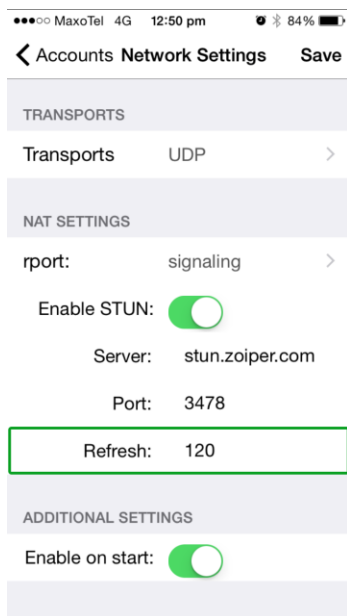 MaxoTel 4G 12:50 pm 84%
Accounts Network Settings Save
TRANSPORTS
Transports UDP
NAT SETTINGS
rport: signaling
Enable STUN:
Server: stun.zoiper.com
Port: 3478
Refresh: 120
ADDITIONAL SETTINGS
Enable on start: